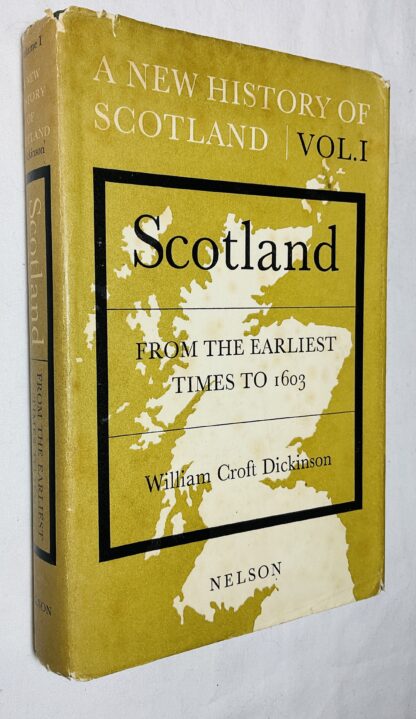 A NEW HISTORY OF
SCOTLAND | VOL.I
Scotland
FROM THE EARLIEST
TIMES TO 1603
William Croft Dickinson
NELSON
Scotland
FROM THE EARLIEST